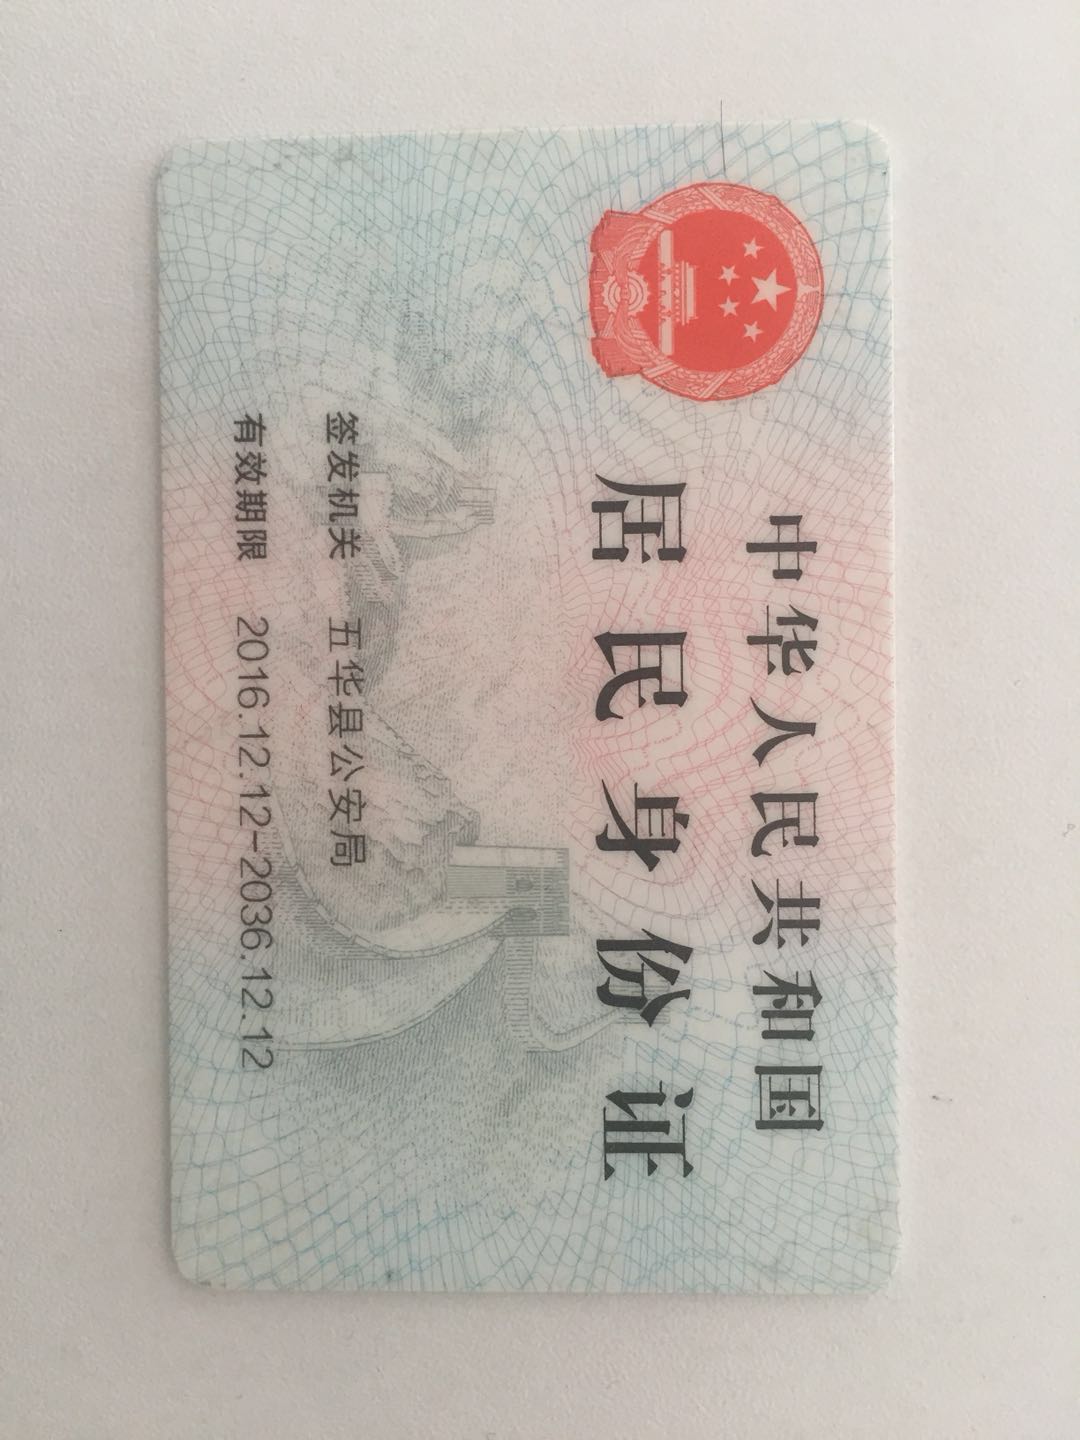 中华人民共和国
居民身份证
签发机关 五华县公安局
有效期限 2016.12.12-2036.12.12